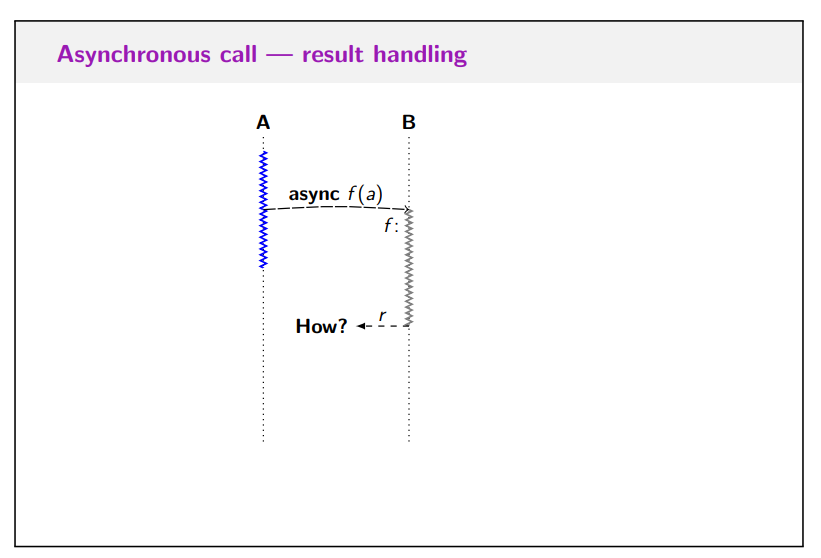 Asynchronous call — result handling
A B
async f(a)
f:
How? r